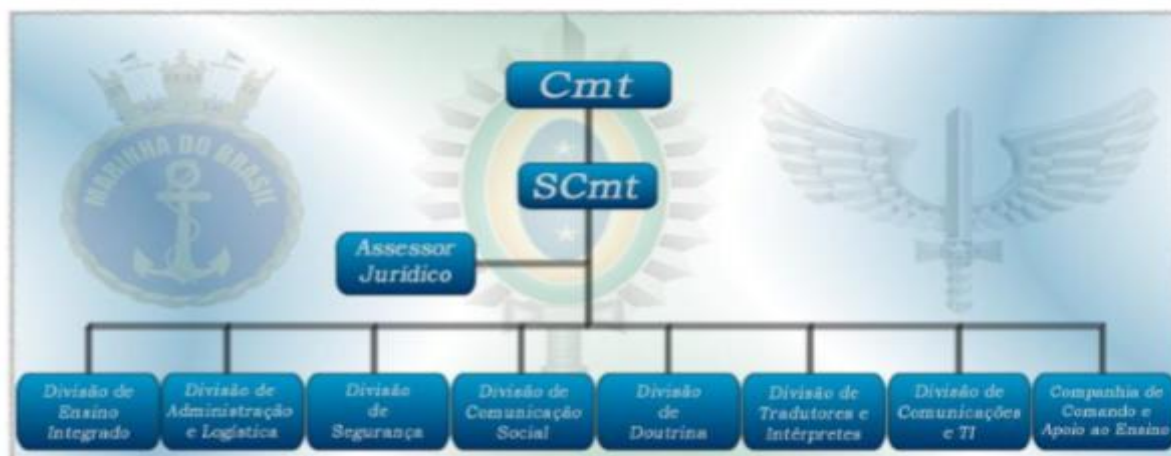 Cmt
MARINHA DO BRASIL
SCmt
Assessor
Jurídico
Divisão de
Ensino
Integrado
Divisão de
Administração
e Logística
Divisão
de
Segurança
Divisão de
Comunicação
Social
Divisão
de
Doutrina
Divisão de
Tradutores e
Intérpretes
Divisão de
Comunicações
e TI
Companhia de
Comando e
Apoio ao Ensino